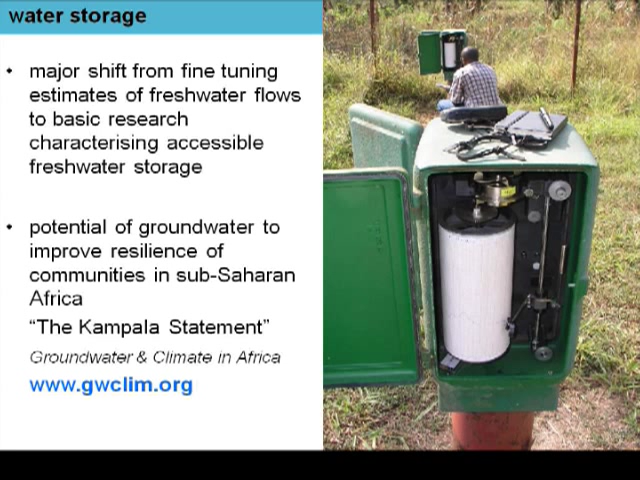 water storage
• major shift from fine tuning
estimates of freshwater flows
to basic research
characterising accessible
freshwater storage
• potential of groundwater to
improve resilience of
communities in sub-Saharan
Africa
“The Kampala Statement”
Groundwater & Climate in Africa
www.gwclim.org